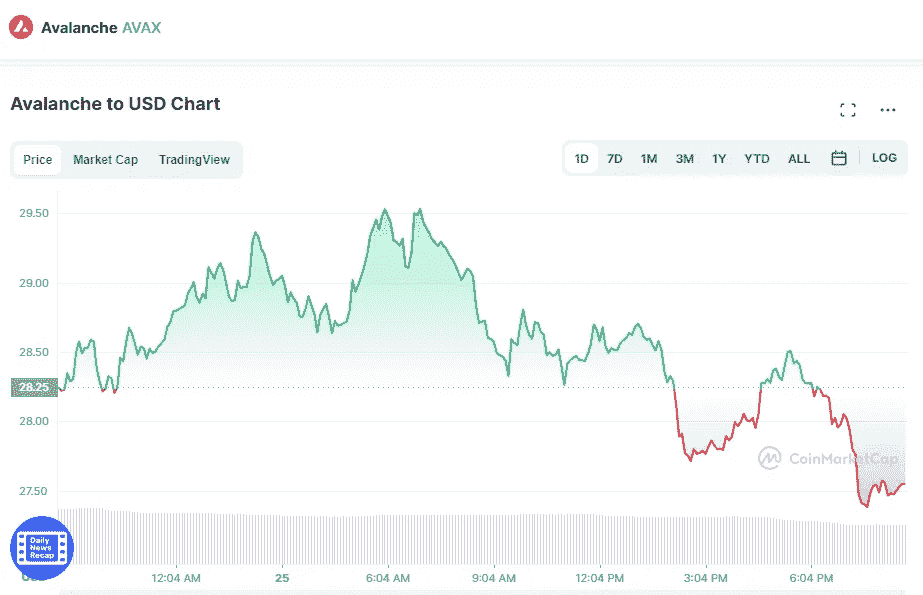 Avalanche AVAX
Avalanche to USD Chart
Price Market Cap TradingView
1D 7D 1M 3M 1Y YTD ALL LOG
29.50
29.00
28.50
28.25
28.00
27.50
CoinMarketCap
Daily
News
Recap
12:04 AM 25 6:04 AM 9:04 AM 12:04 PM 3:04 PM 6:04 PM